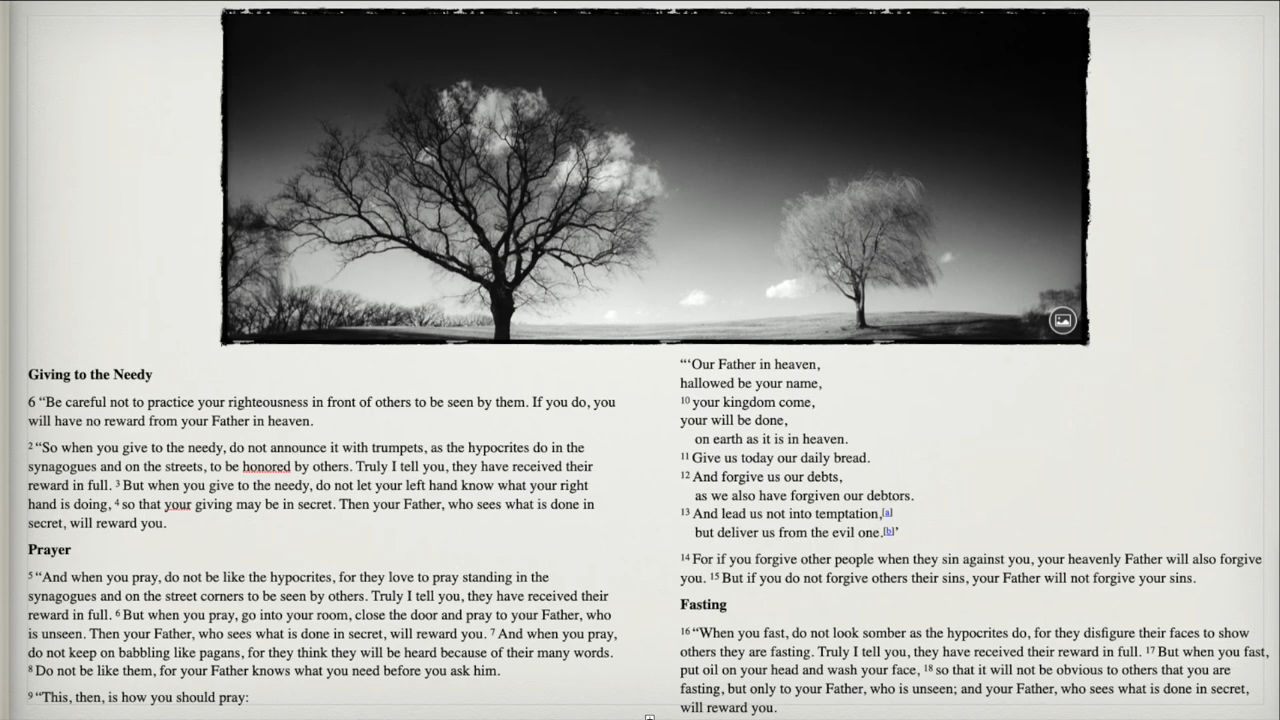 Giving to the Needy
6 “Be careful not to practice your righteousness in front of others to be seen by them. If you do, you
will have no reward from your Father in heaven.
2 “So when you give to the needy, do not announce it with trumpets, as the hypocrites do in the
synagogues and on the streets, to be honored by others. Truly I tell you, they have received their
reward in full. 3 But when you give to the needy, do not let your left hand know what your right
hand is doing, 4 so that your giving may be in secret. Then your Father, who sees what is done in
secret, will reward you.
Prayer
5 “And when you pray, do not be like the hypocrites, for they love to pray standing in the
synagogues and on the street corners to be seen by others. Truly I tell you, they have received their
reward in full. 6 But when you pray, go into your room, close the door and pray to your Father, who
is unseen. Then your Father, who sees what is done in secret, will reward you. 7 And when you pray,
do not keep on babbling like pagans, for they think they will be heard because of their many words.
8 Do not be like them, for your Father knows what you need before you ask him.
9 “This, then, is how you should pray:
“‘Our Father in heaven,
hallowed be your name,
10 your kingdom come,
your will be done,
on earth as it is in heaven.
11 Give us today our daily bread.
12 And forgive us our debts,
as we also have forgiven our debtors.
13 And lead us not into temptation,[a]
but deliver us from the evil one.[b]’
14 For if you forgive other people when they sin against you, your heavenly Father will also forgive
you. 15 But if you do not forgive others their sins, your Father will not forgive your sins.
Fasting
16 “When you fast, do not look somber as the hypocrites do, for they disfigure their faces to show
others they are fasting. Truly I tell you, they have received their reward in full. 17 But when you fast,
put oil on your head and wash your face, 18 so that it will not be obvious to others that you are
fasting, but only to your Father, who is unseen; and your Father, who sees what is done in secret,
will reward you.